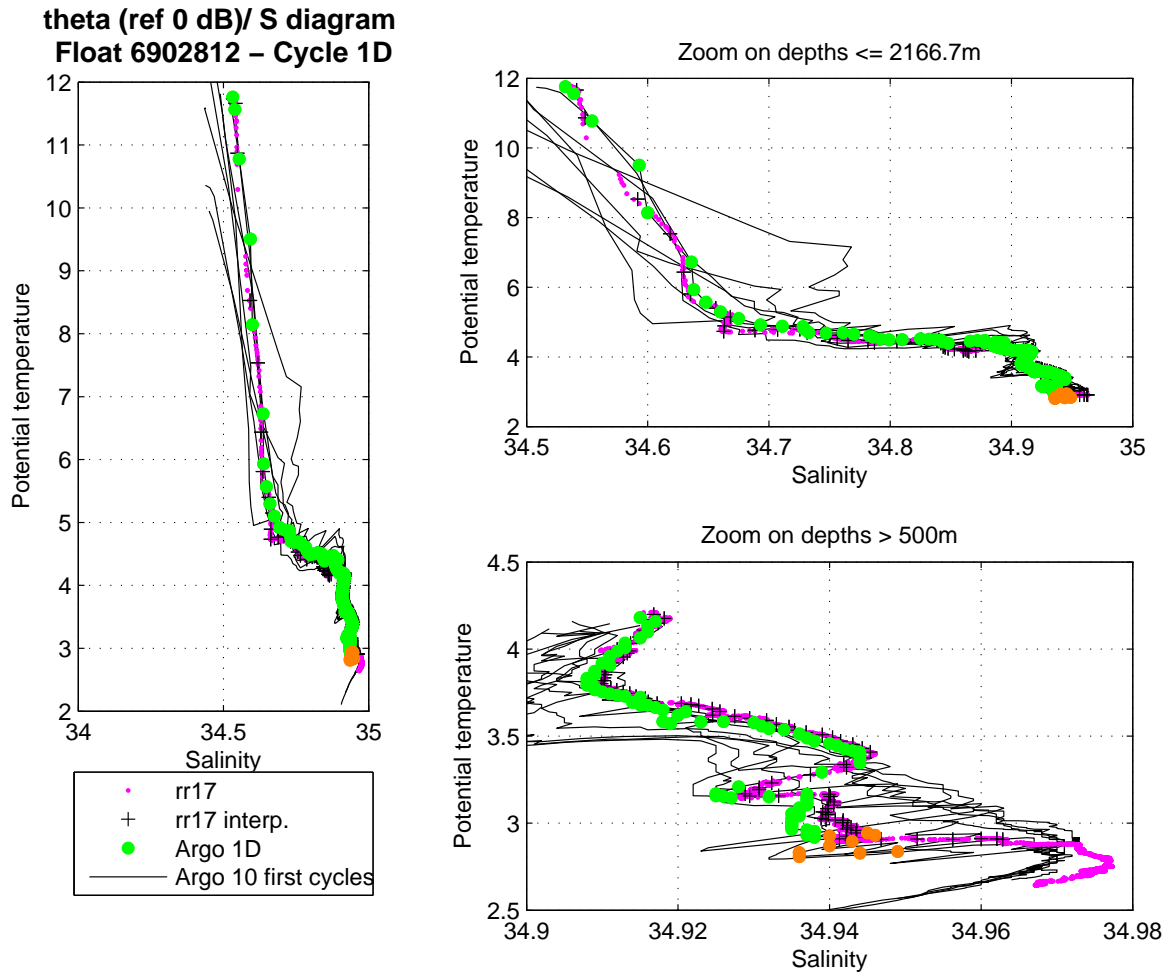 theta (ref 0 dB)/ S diagram
Float 6902812 – Cycle 1D
12
11
10
9
8
7
6
5
4
3
2
34
34.5
35
Potential temperature
Salinity
rr17
rr17 interp.
Argo 1D
Argo 10 first cycles
Zoom on depths <= 2166.7m
12
10
8
6
4
2
34.5
34.6
34.7
34.8
34.9
35
Potential temperature
Salinity
Zoom on depths > 500m
4.5
4
3.5
3
2.5
34.9
34.92
34.94
34.96
34.98
Potential temperature
Salinity